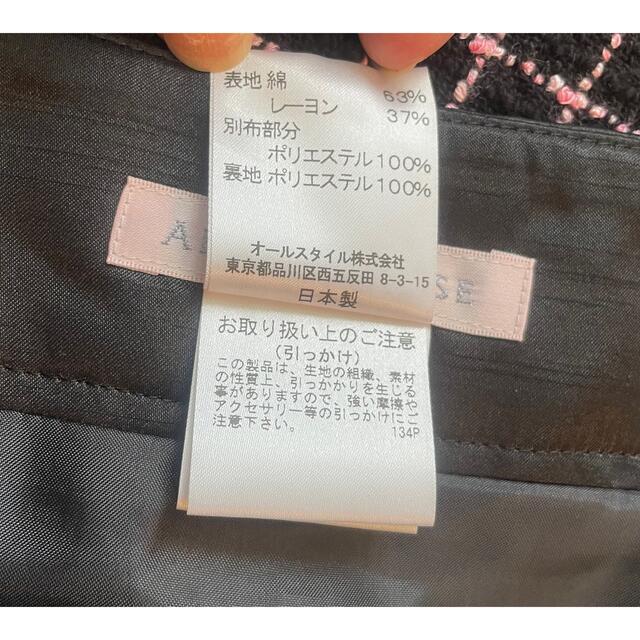 表地 綿 63%
レーヨン 37%
別布部分
ポリエステル100%
裏地 ポリエステル100%
オールスタイル株式会社
東京都品川区西五反田 8-3-15
日本製
お取り扱い上のご注意
(引っかけ)
この製品は、生地の組織、素材
の性質上、引っかかりを生じる
事がありますので、強い摩擦や
アクセサリー等の引っかけにご
注意下さい。 134P
SE